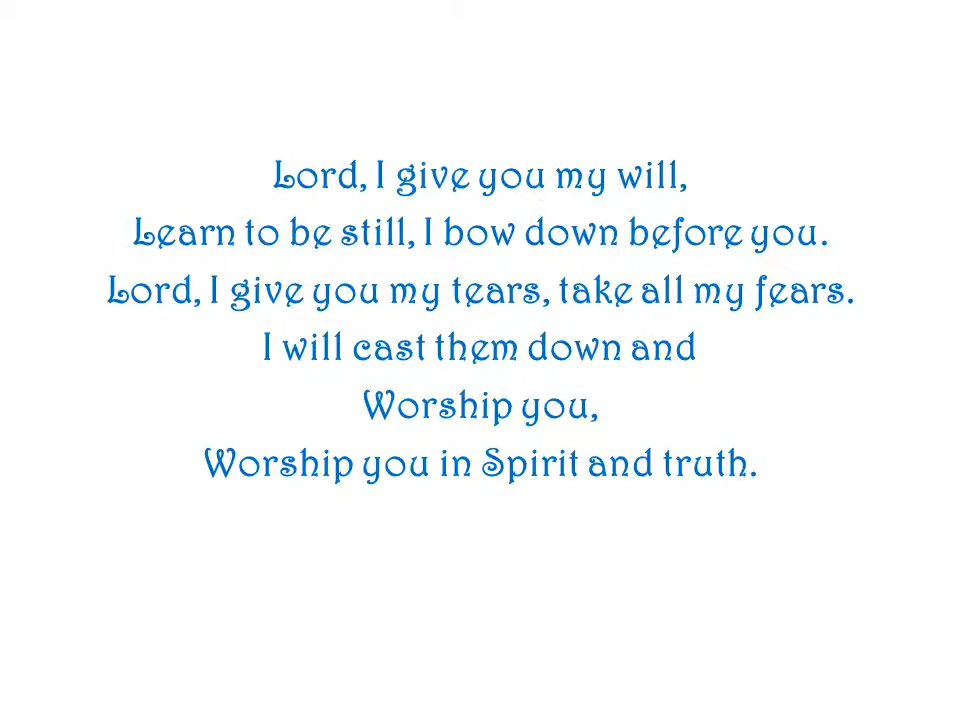 Lord, I give you my will,
Learn to be still, I bow down before you.
Lord, I give you my tears, take all my fears.
I will cast them down and
Worship you,
Worship you in Spirit and truth.